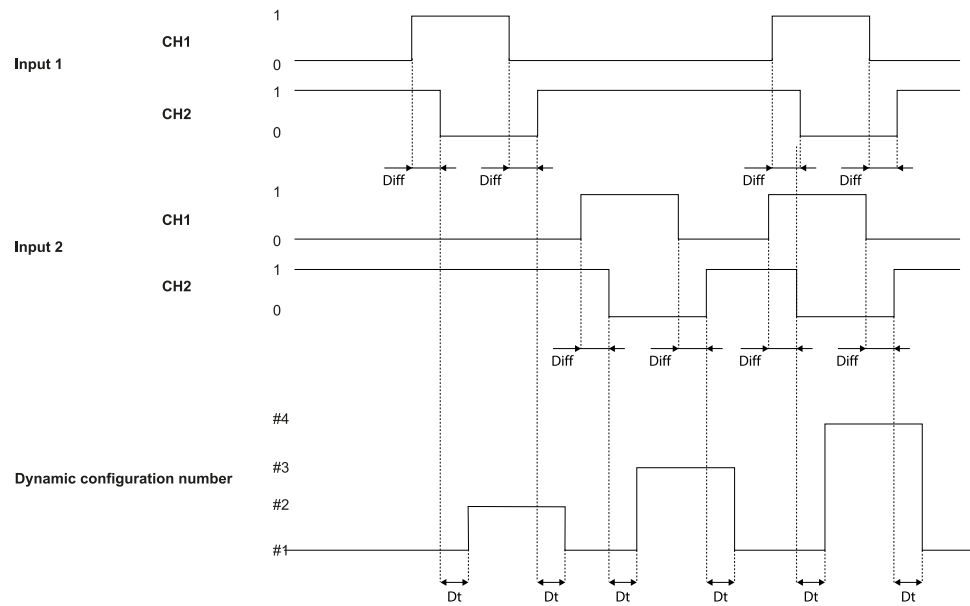 1
CH1
Input 1
0
1
CH2
0
Diff Diff Diff Diff
1
CH1
Input 2
0
1
CH2
0
Diff Diff Diff Diff
#4
Dynamic configuration number
#3
#2
#1
Dt Dt Dt Dt Dt Dt